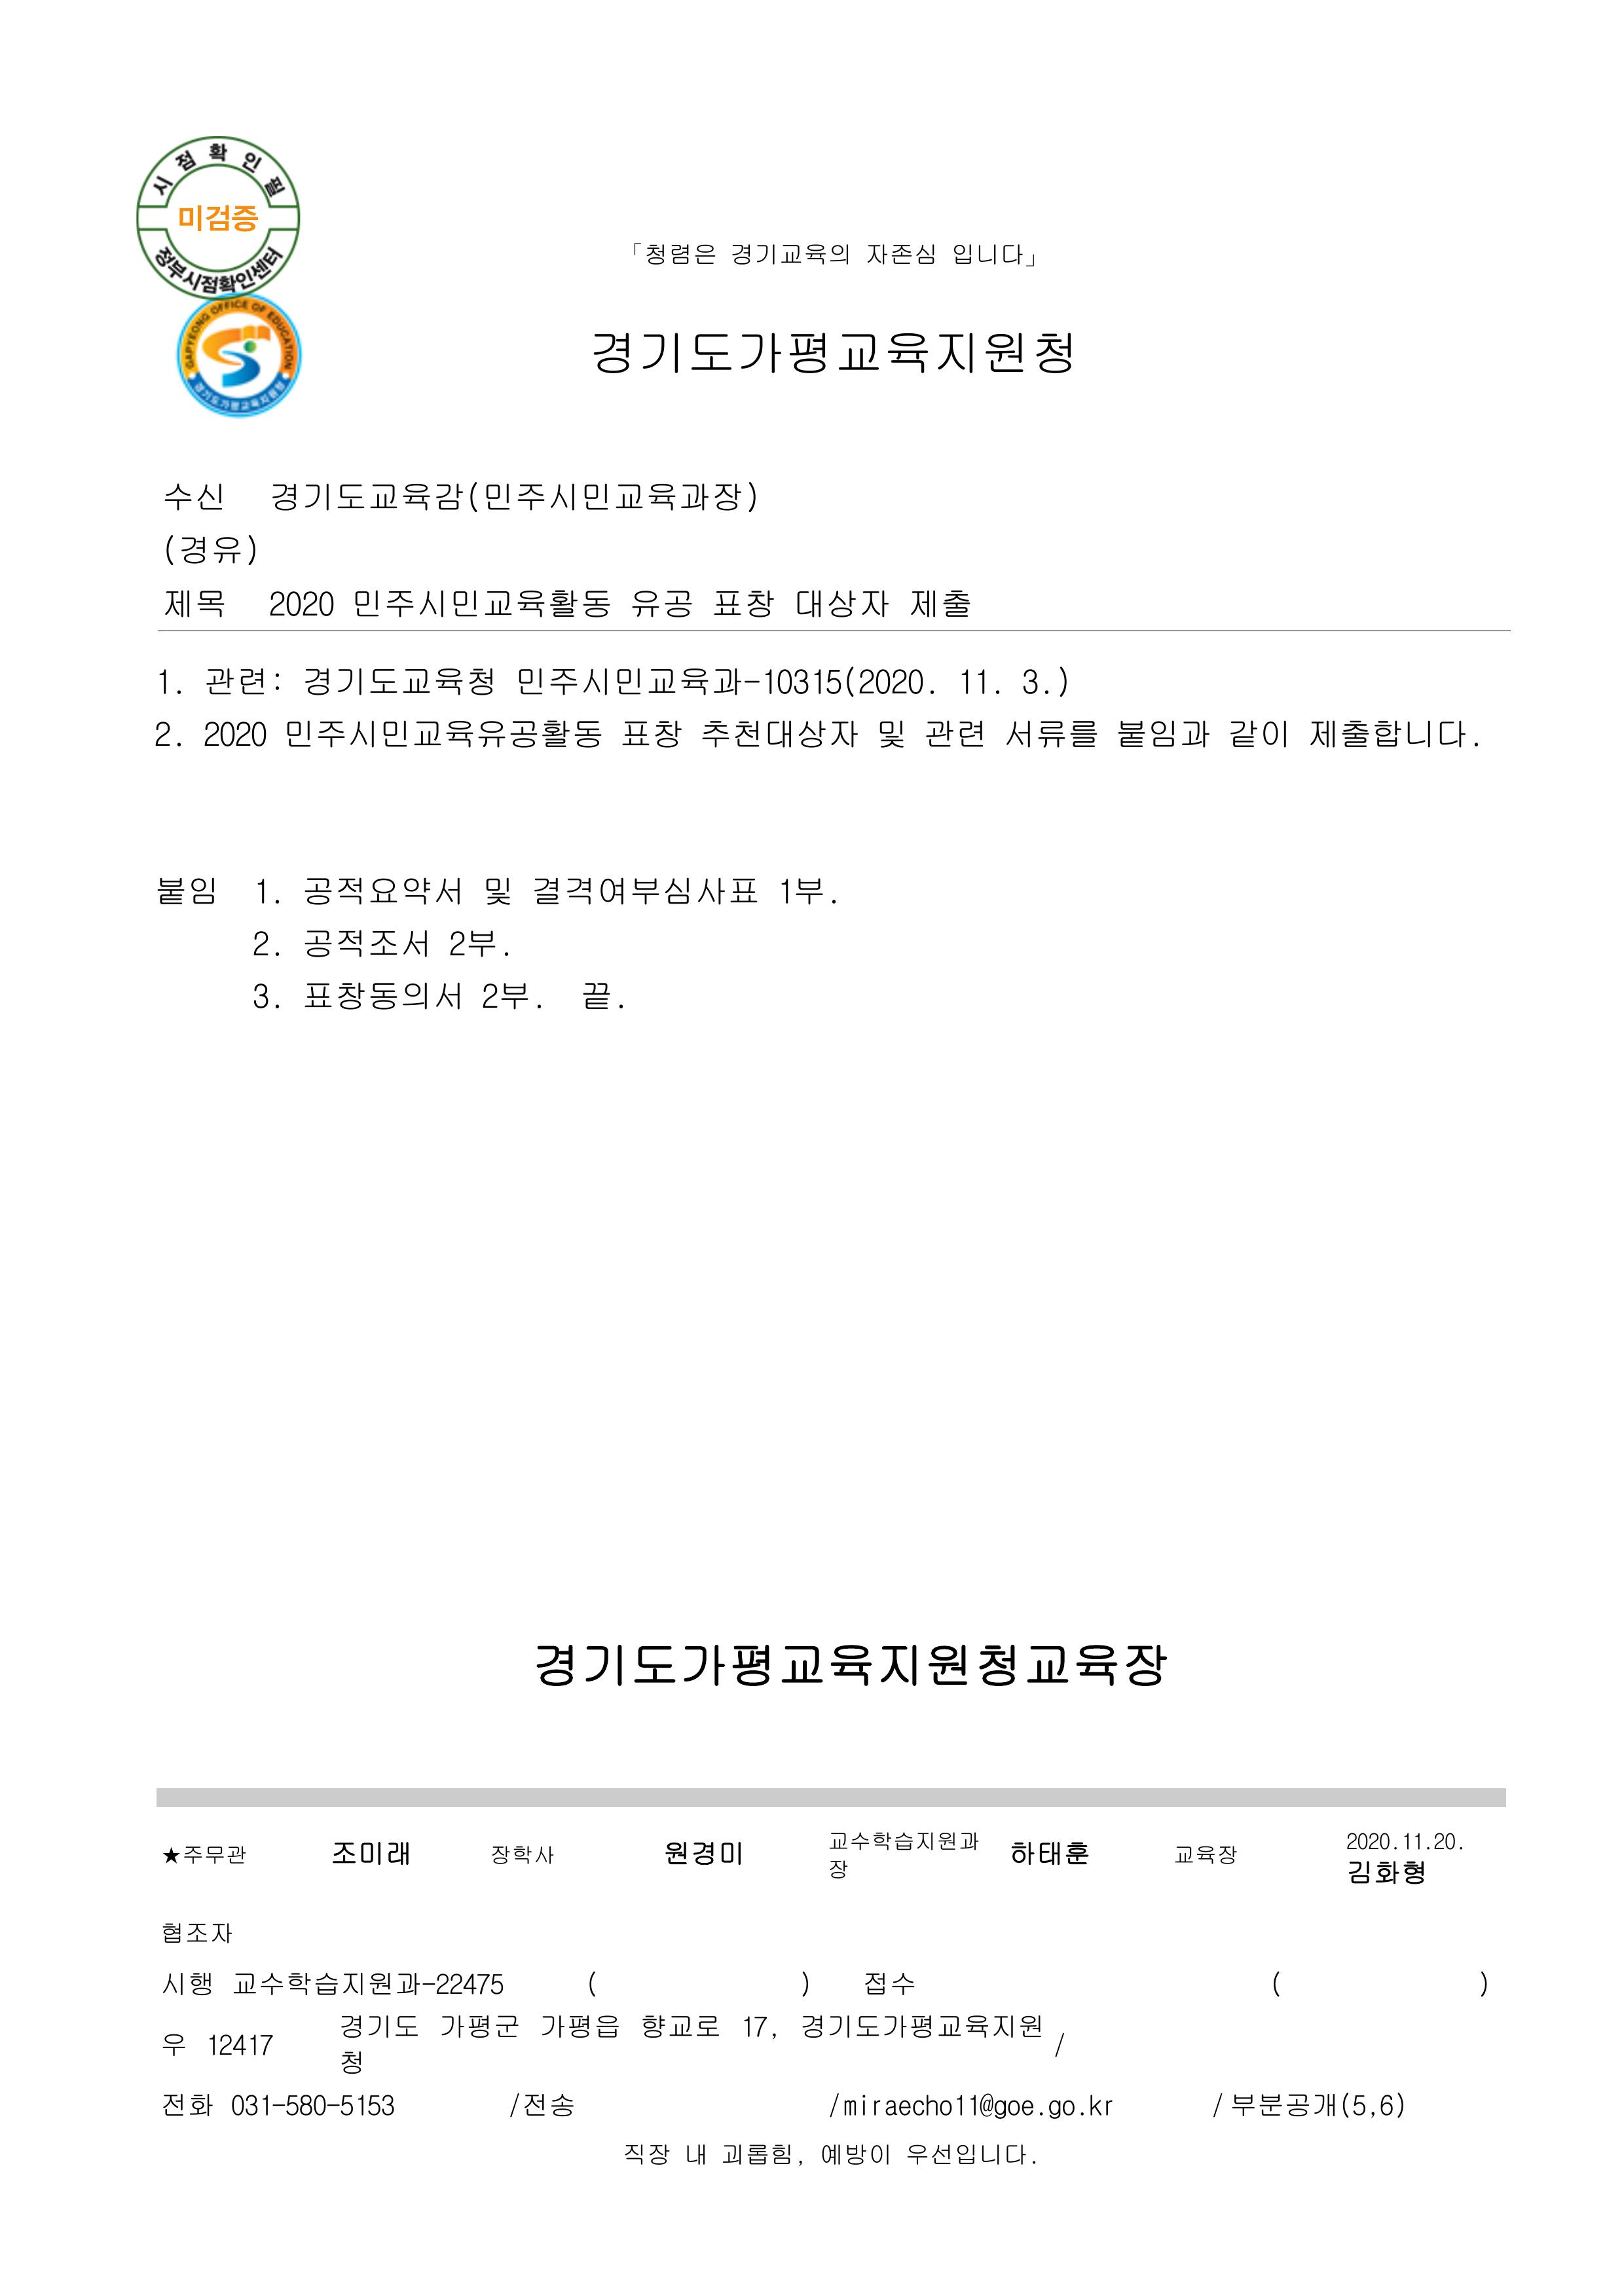 시점확인필
미검증
정부시점확인센터
GAPYEONG OFFICE OF EDUCATION
경기도가평교육지원청
「청렴은 경기교육의 자존심 입니다」
경기도가평교육지원청
수신 경기도교육감(민주시민교육과장)
(경유)
제목 2020 민주시민교육활동 유공 표창 대상자 제출
1. 관련: 경기도교육청 민주시민교육과-10315(2020. 11. 3.)
2. 2020 민주시민교육유공활동 표창 추천대상자 및 관련 서류를 붙임과 같이 제출합니다.
붙임 1. 공적요약서 및 결격여부심사표 1부.
2. 공적조서 2부.
3. 표창동의서 2부. 끝.
경기도가평교육지원청교육장
★주무관 조미래 장학사 원경미 교수학습지원과장 하태훈 교육장 2020.11.20. 김화형
협조자
시행 교수학습지원과-22475 ( ) 접수 ( )
우 12417 경기도 가평군 가평읍 향교로 17, 경기도가평교육지원청 /
전화 031-580-5153 /전송 /miraecho11@goe.go.kr / 부분공개(5,6)
직장 내 괴롭힘, 예방이 우선입니다.